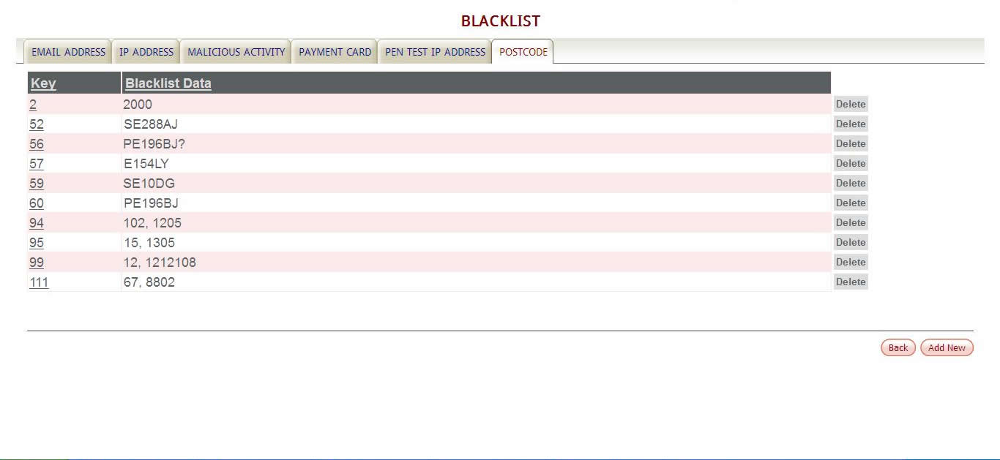 BLACKLIST
EMAIL ADDRESS IP ADDRESS MALICIOUS ACTIVITY PAYMENT CARD PEN TEST IP ADDRESS POSTCODE
Key Blacklist Data
2 2000 Delete
52 SE288AJ Delete
56 PE196BJ? Delete
57 E154LY Delete
59 SE10DG Delete
60 PE196BJ Delete
94 102, 1205 Delete
95 15, 1305 Delete
99 12, 1212108 Delete
111 67, 8802 Delete
Back Add New